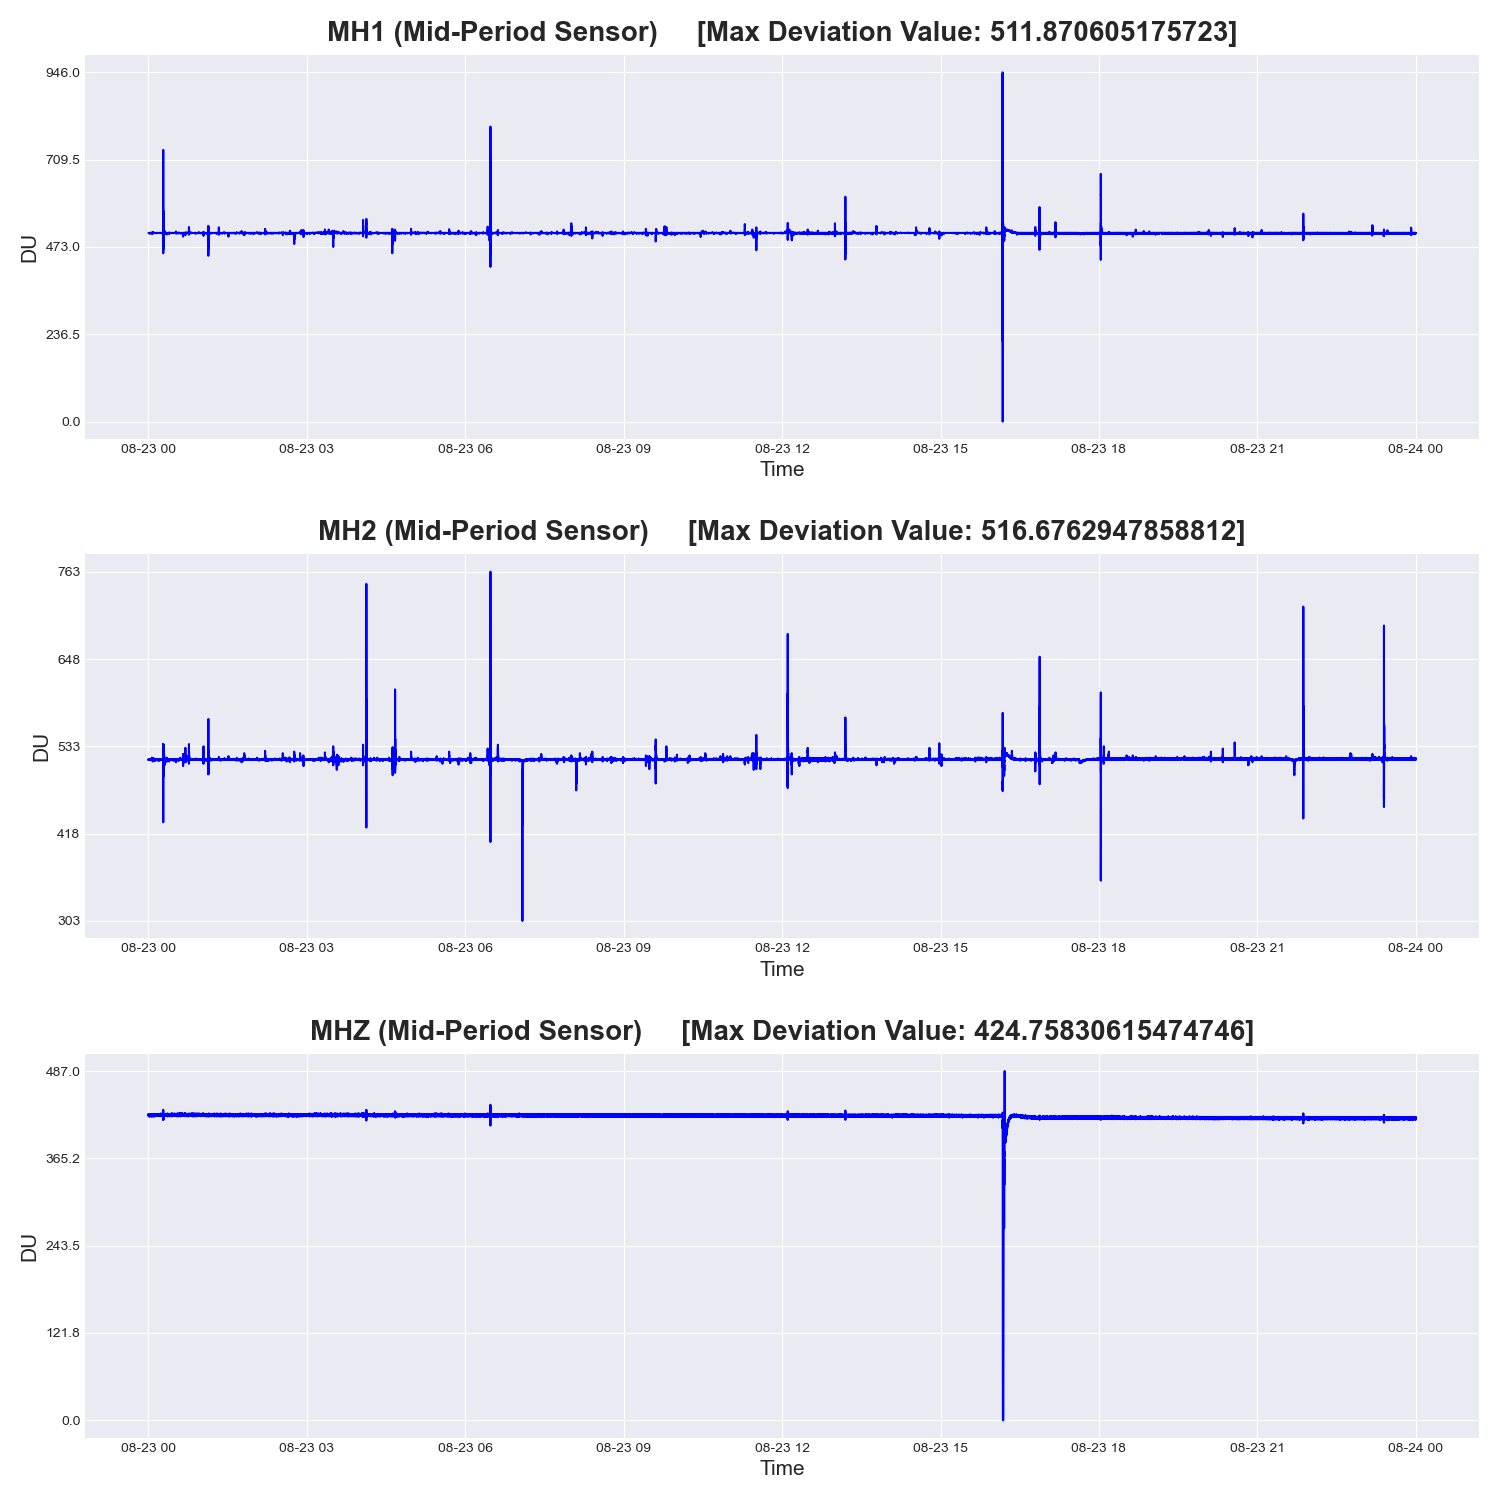 MH1 (Mid-Period Sensor) [Max Deviation Value: 511.870605175723]
946.0
709.5
473.0
236.5
0.0
DU
08-23 00 08-23 03 08-23 06 08-23 09 08-23 12 08-23 15 08-23 18 08-23 21 08-24 00
Time
MH2 (Mid-Period Sensor) [Max Deviation Value: 516.6762947858812]
763
648
533
418
303
DU
08-23 00 08-23 03 08-23 06 08-23 09 08-23 12 08-23 15 08-23 18 08-23 21 08-24 00
Time
MHZ (Mid-Period Sensor) [Max Deviation Value: 424.75830615474746]
487.0
365.2
243.5
121.8
0.0
DU
08-23 00 08-23 03 08-23 06 08-23 09 08-23 12 08-23 15 08-23 18 08-23 21 08-24 00
Time